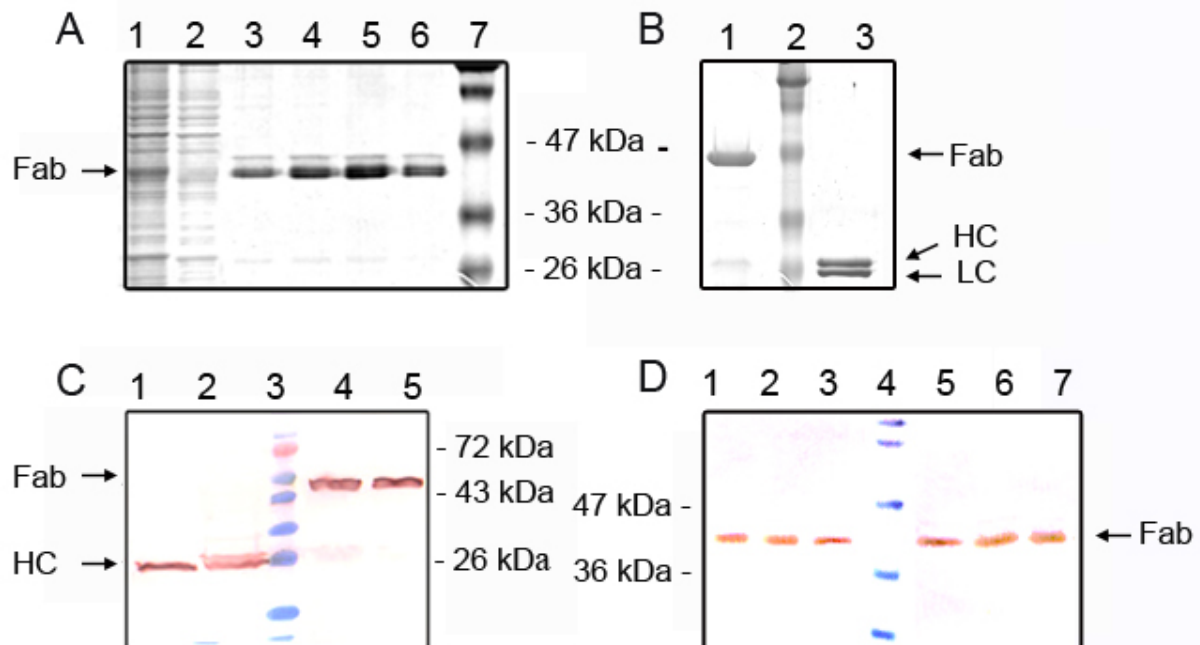 A 1 2 3 4 5 6 7
B 1 2 3
Fab
- 47 kDa -
- 36 kDa -
- 26 kDa -
Fab
HC
LC
C 1 2 3 4 5
Fab
HC
- 72 kDa
- 43 kDa
- 26 kDa
D 1 2 3 4 5 6 7
47 kDa -
36 kDa -
Fab